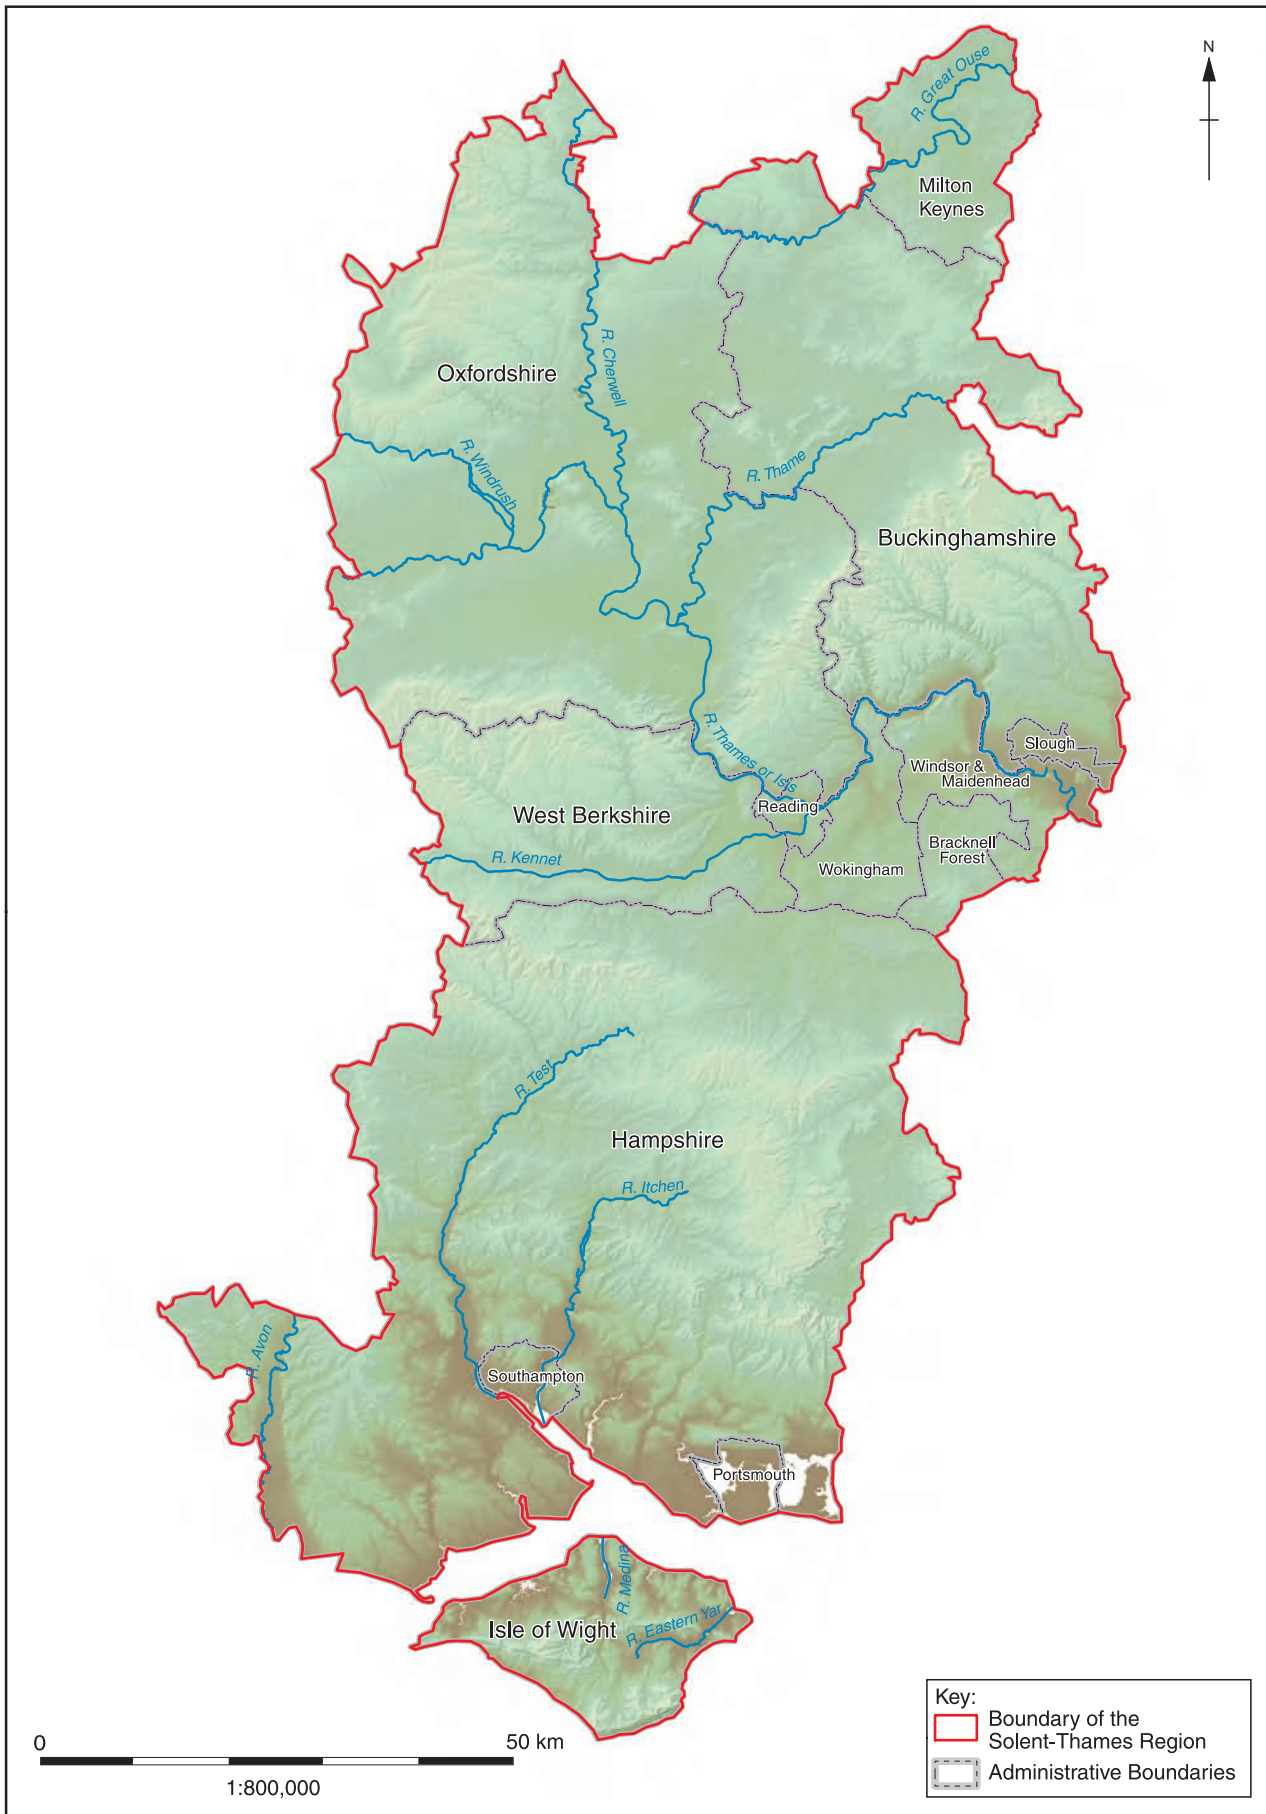 N
R. Great Ouse
Milton
Keynes
R. Cherwell
Oxfordshire
R. Windrush
R. Thame
Buckinghamshire
R. Thames or Isis
Slough
Windsor &
Maidenhead
Reading
West Berkshire
Bracknell
Forest
R. Kennet
Wokingham
R. Test
Hampshire
R. Itchen
R. Avon
Southampton
Portsmouth
R. Medina
Isle of Wight
R. Eastern Yar
Key:
Boundary of the
Solent-Thames Region
Administrative Boundaries
0
50 km
1:800,000